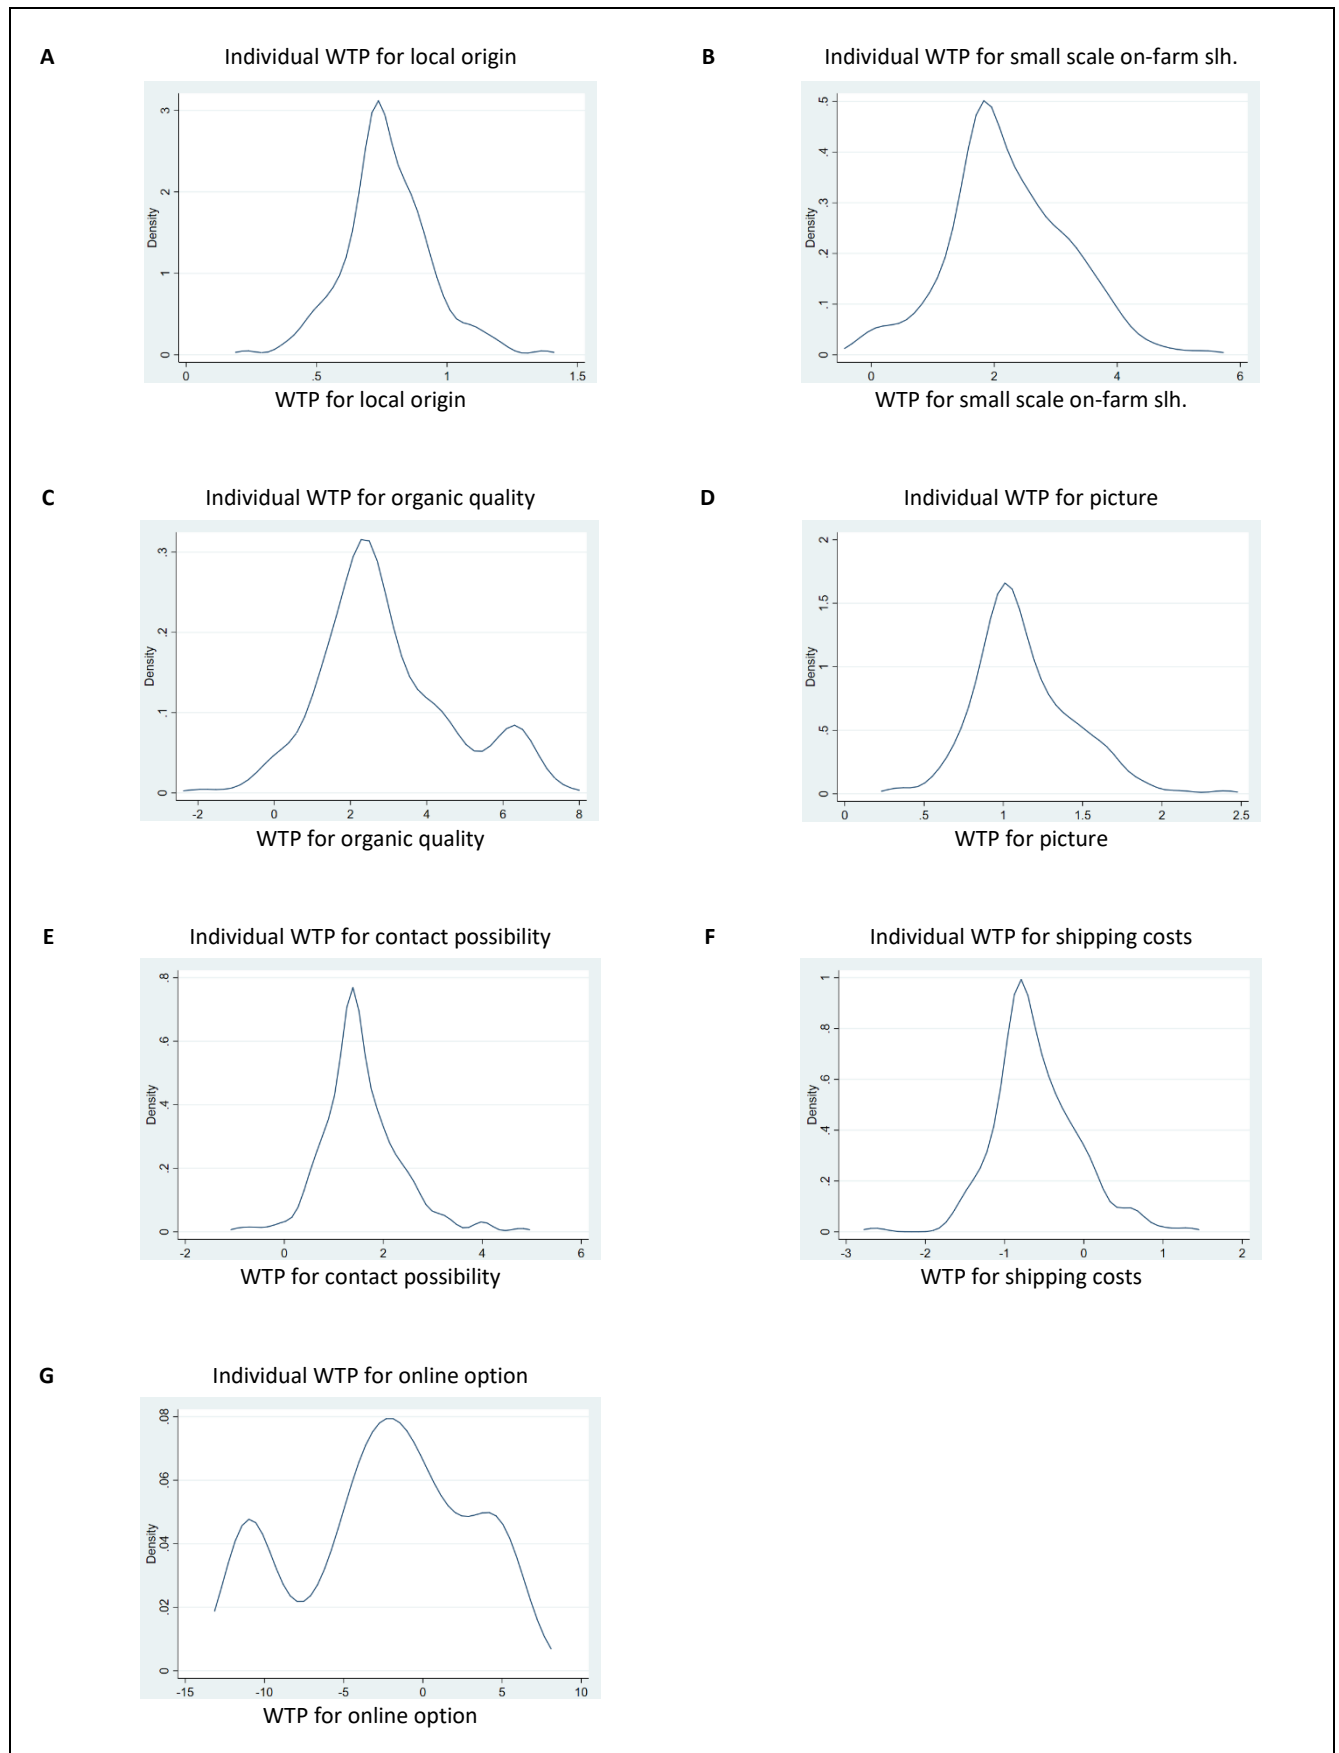 A
Individual WTP for local origin
Density
3
2
1
0
0 .5 1 1.5
WTP for local origin
B
Individual WTP for small scale on-farm slh.
Density
.5
.4
.3
.2
.1
0
0 2 4 6
WTP for small scale on-farm slh.
C
Individual WTP for organic quality
Density
.3
.2
.1
0
-2 0 2 4 6 8
WTP for organic quality
D
Individual WTP for picture
Density
2
1.5
1
.5
0
0 .5 1 1.5 2 2.5
WTP for picture
E
Individual WTP for contact possibility
Density
.8
.6
.4
.2
0
-2 0 2 4 6
WTP for contact possibility
F
Individual WTP for shipping costs
Density
1
.8
.6
.4
.2
0
-3 -2 -1 0 1 2
WTP for shipping costs
G
Individual WTP for online option
Density
.08
.06
.04
.02
0
-15 -10 -5 0 5 10
WTP for online option